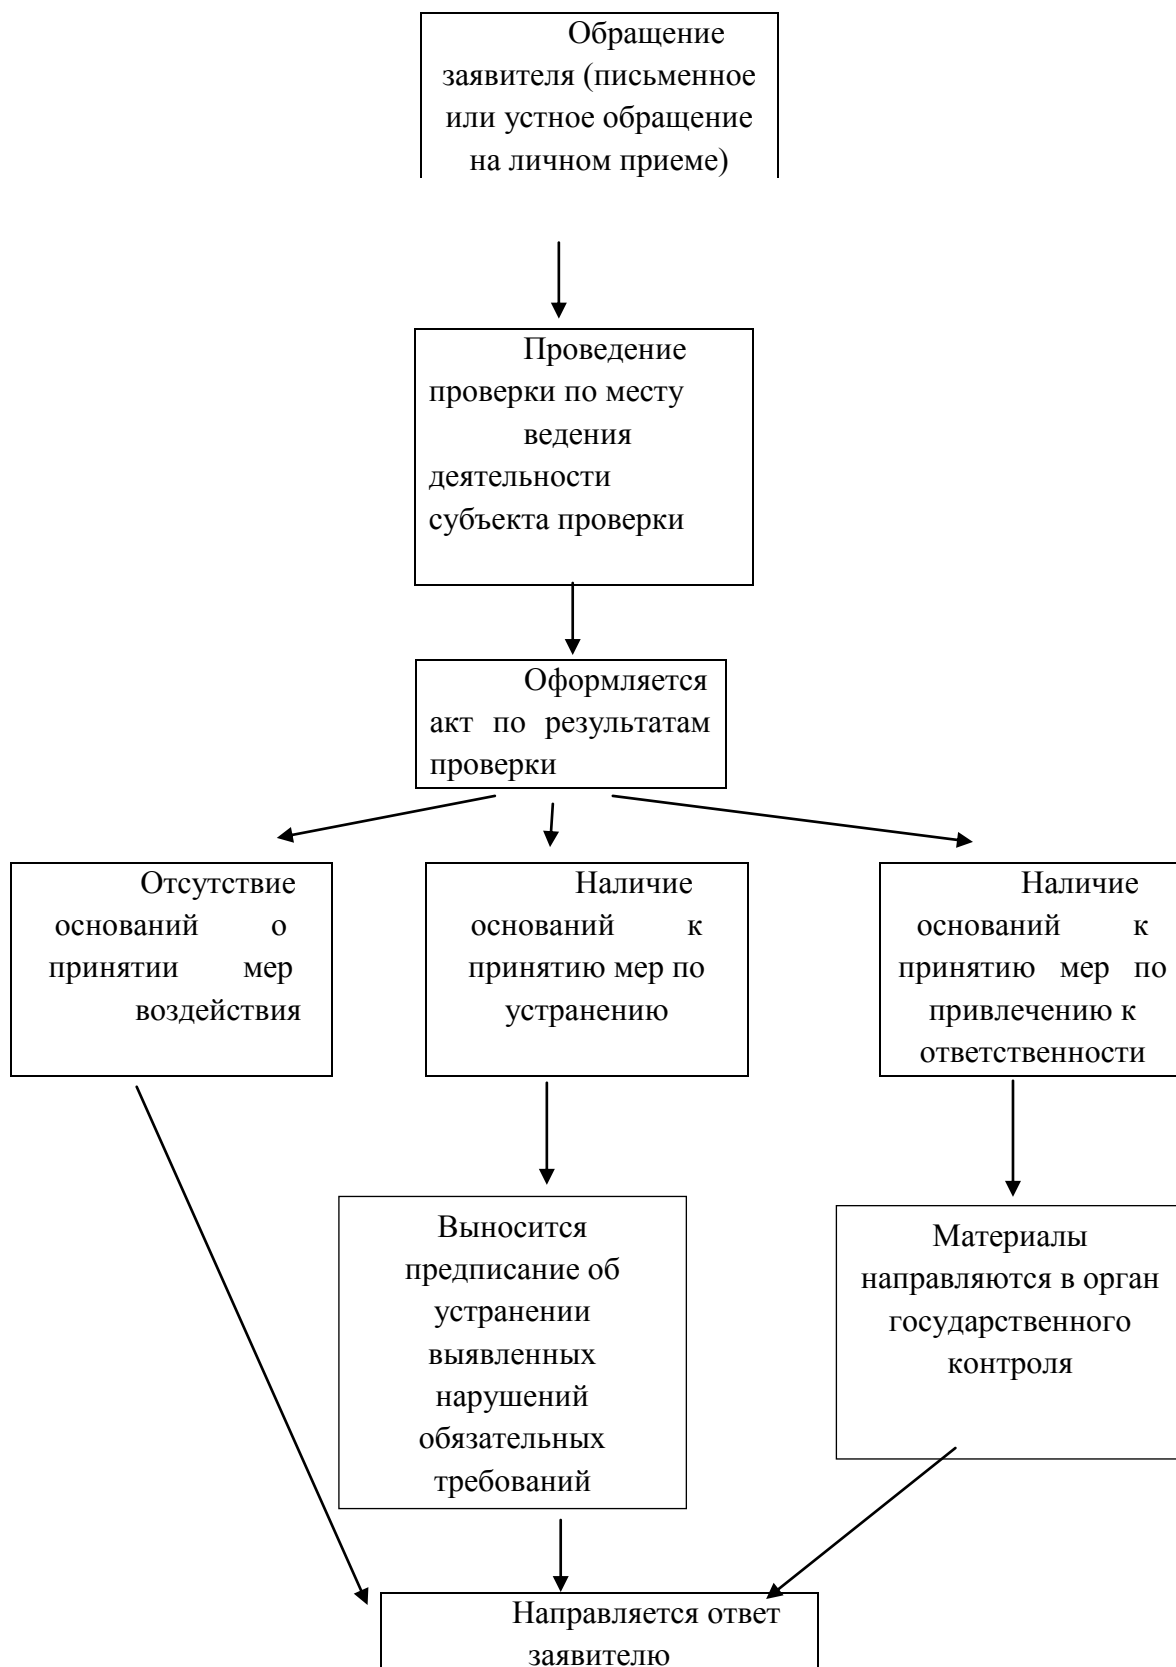 Обращение
заявителя (письменное
или устное обращение
на личном приеме)
Проведение
проверки по месту
ведения
деятельности
субъекта проверки
Оформляется
акт по результатам
проверки
Отсутствие
оснований о
принятии мер
воздействия
Наличие
оснований к
принятию мер по
устранению
Наличие
оснований к
принятию мер по
привлечению к
ответственности
Выносится
предписание об
устранении
выявленных
нарушений
обязательных
требований
Материалы
направляются в орган
государственного
контроля
Направляется ответ
заявителю